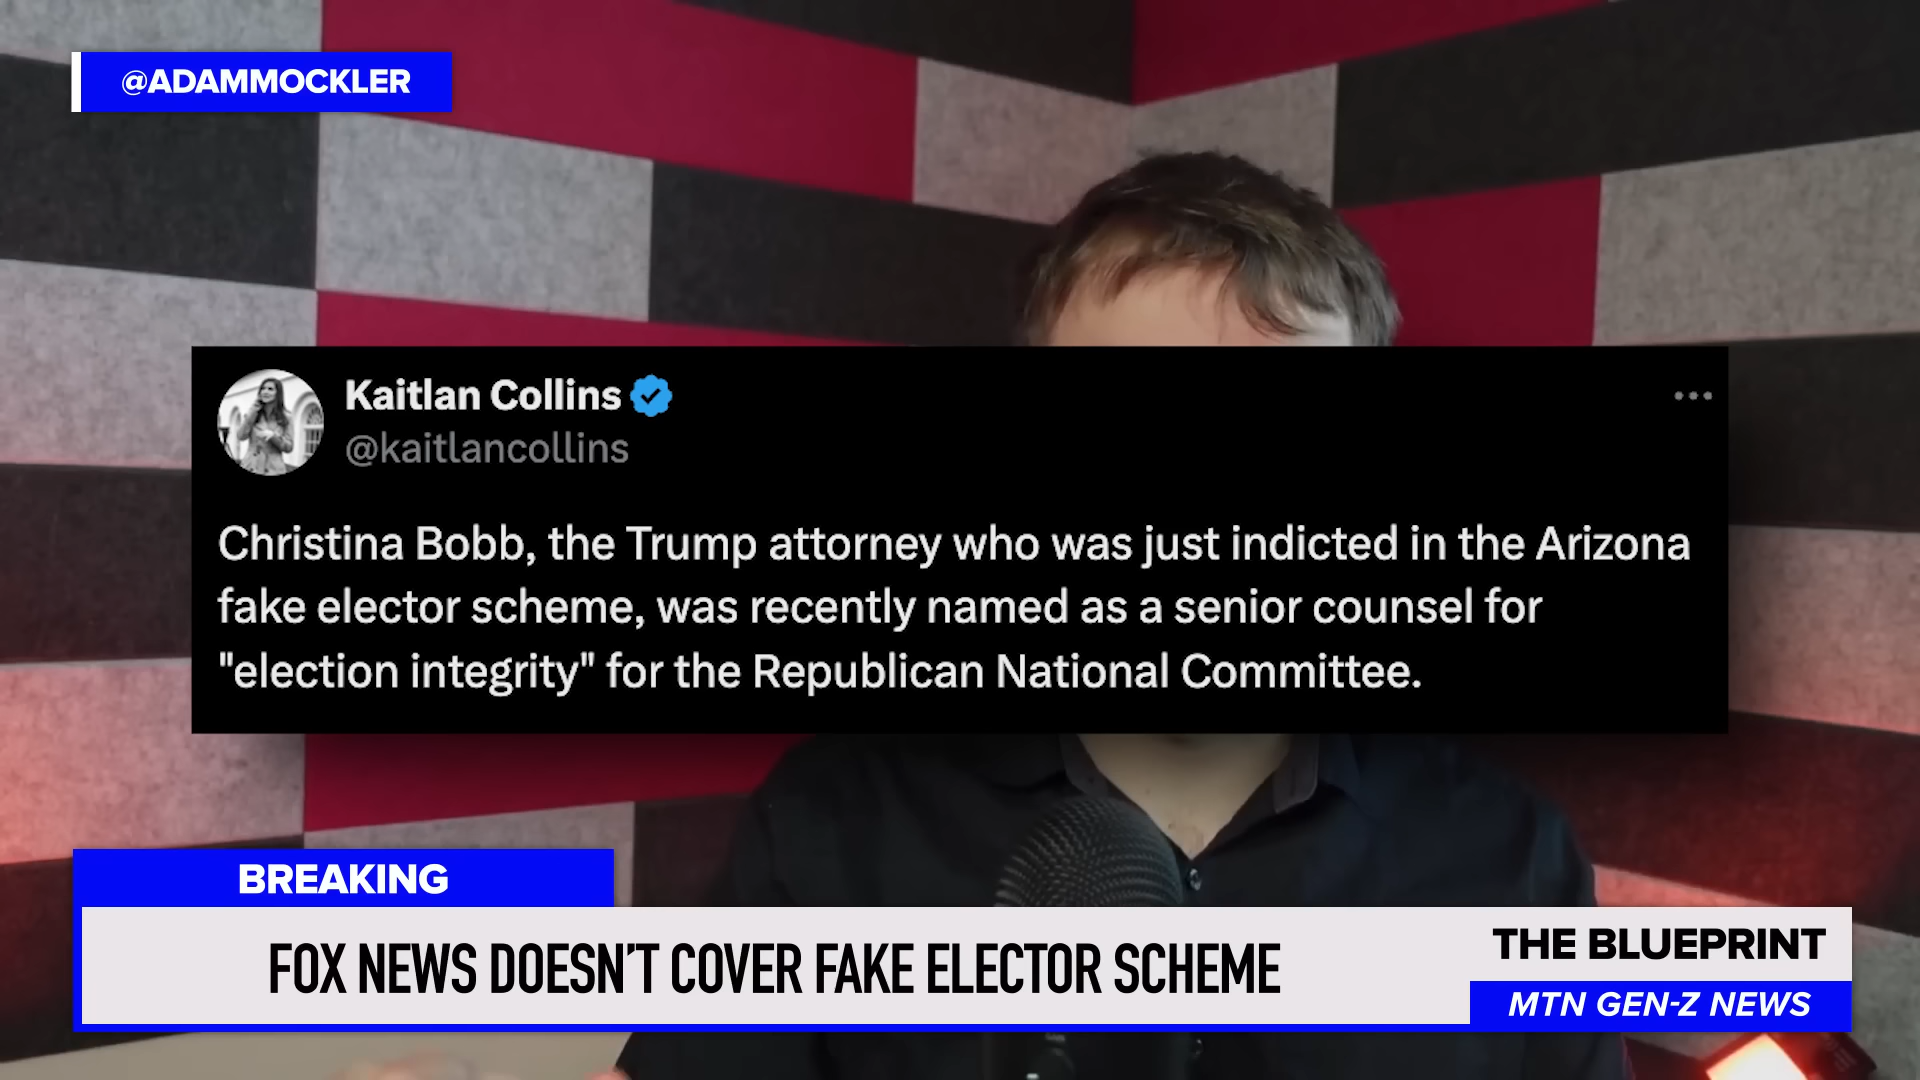 @ADAMMOCKLER
Kaitlan Collins
@kaitlancollins
Christina Bobb, the Trump attorney who was just indicted in the Arizona
fake elector scheme, was recently named as a senior counsel for
"election integrity" for the Republican National Committee.
BREAKING
FOX NEWS DOESN'T COVER FAKE ELECTOR SCHEME
THE BLUEPRINT
MTN GEN-Z NEWS